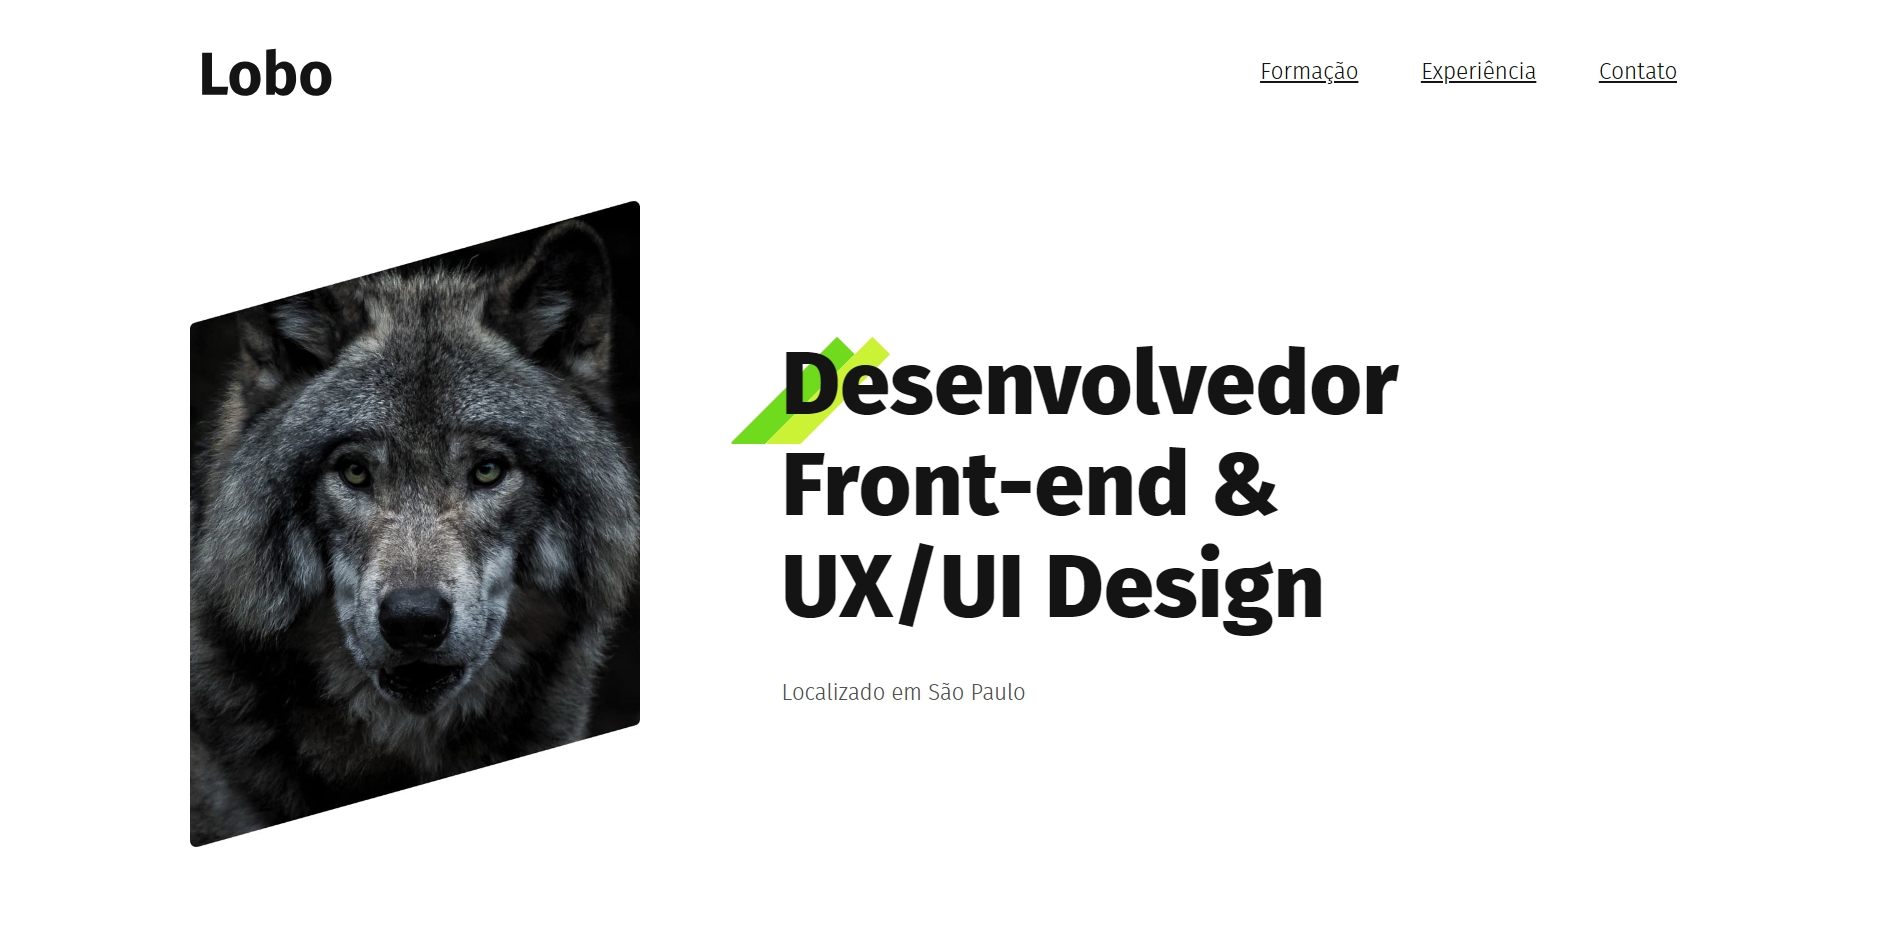 Lobo
Formação Experiência Contato
Desenvolvedor
Front-end &
UX/UI Design
Localizado em São Paulo